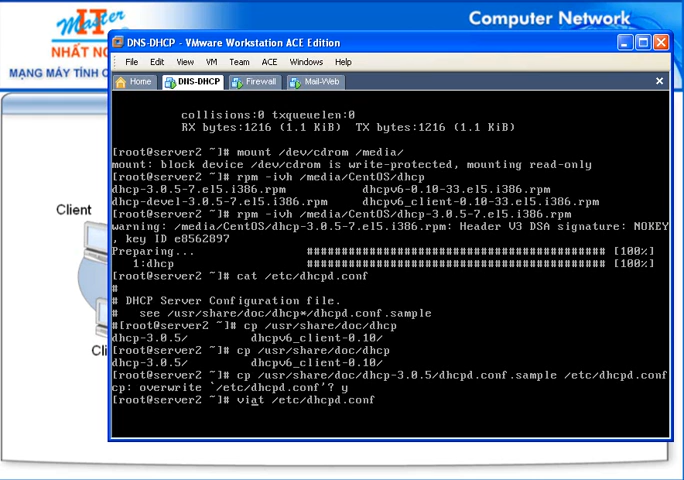 Computer Network
iT
Master
NHẤT NG
MẠNG MÁY TÍNH C
DNS-DHCP - VMware Workstation ACE Edition
File Edit View VM Team ACE Windows Help
Home DNS-DHCP Firewall Mail-Web
collisions:0 txqueuelen:0
RX bytes:1216 (1.1 KiB) TX bytes:1216 (1.1 KiB)
[root@server2 ~]# mount /dev/cdrom /media/
mount: block device /dev/cdrom is write-protected, mounting read-only
[root@server2 ~]# rpm -ivh /media/CentOS/dhcp
dhcp-3.0.5-7.el5.i386.rpm dhcpv6-0.10-33.el5.i386.rpm
dhcp-devel-3.0.5-7.el5.i386.rpm dhcpv6_client-0.10-33.el5.i386.rpm
[root@server2 ~]# rpm -ivh /media/CentOS/dhcp-3.0.5-7.el5.i386.rpm
warning: /media/CentOS/dhcp-3.0.5-7.el5.i386.rpm: Header V3 DSA signature: NOKEY
, key ID e8562897
Preparing... ########################################### [100%]
1:dhcp ########################################### [100%]
[root@server2 ~]# cat /etc/dhcpd.conf
#
# DHCP Server Configuration file.
# see /usr/share/doc/dhcp*/dhcpd.conf.sample
#[root@server2 ~]# cp /usr/share/doc/dhcp
dhcp-3.0.5/ dhcpv6_client-0.10/
[root@server2 ~]# cp /usr/share/doc/dhcp
dhcp-3.0.5/ dhcpv6_client-0.10/
[root@server2 ~]# cp /usr/share/doc/dhcp-3.0.5/dhcpd.conf.sample /etc/dhcpd.conf
cp: overwrite `/etc/dhcpd.conf'? y
[root@server2 ~]# viat /etc/dhcpd.conf
Client
Cli